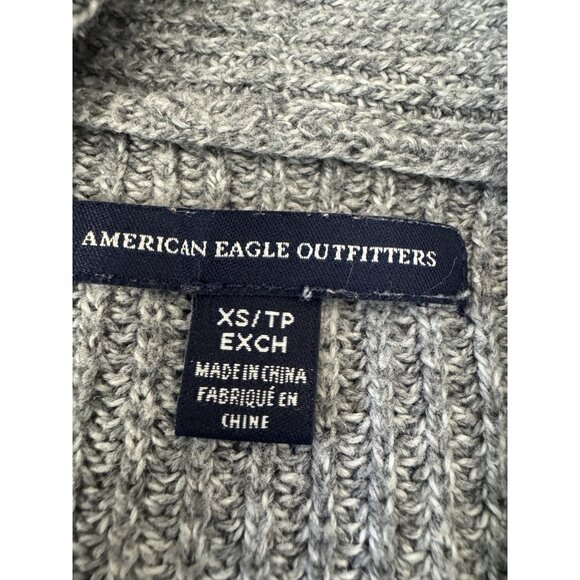 AMERICAN EAGLE OUTFITTERS
XS/TP
EXCH
MADE IN CHINA
FABRIQUÉ EN
CHINE